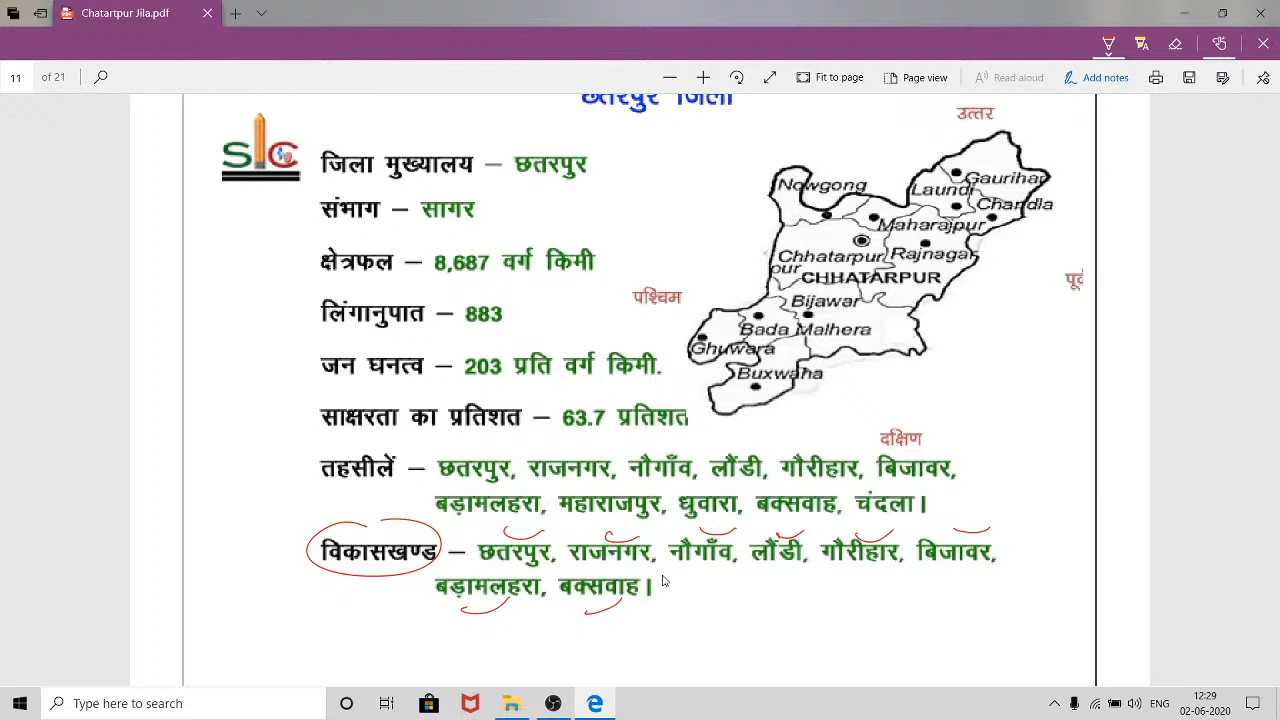 Chatarpur Jila.pdf
11 of 21
Fit to page
Page view
Read aloud
Add notes
छतरपुर जिला
उत्तर
SIC
जिला मुख्यालय – छतरपुर
संभाग – सागर
क्षेत्रफल – 8,687 वर्ग किमी
लिंगानुपात – 883
जन घनत्व – 203 प्रति वर्ग किमी.
साक्षरता का प्रतिशत – 63.7 प्रतिशत
Nowgong
Gaurihar
Laundi
Chandla
Maharajpur
Chhatarpur
Rajnagar
pur
CHHATARPUR
पश्चिम
Bijawar
Bada Malhera
Ghuwara
Buxwaha
दक्षिण
तहसीलें – छतरपुर, राजनगर, नौगाँव, लौंडी, गौरीहार, बिजावर,
बड़ामलहरा, महाराजपुर, धुवारा, बक्सवाह, चंदला।
विकासखण्ड – छतरपुर, राजनगर, नौगाँव, लौंडी, गौरीहार, बिजावर,
बड़ामलहरा, बक्सवाह।
Type here to search
12:29
02-06-2020